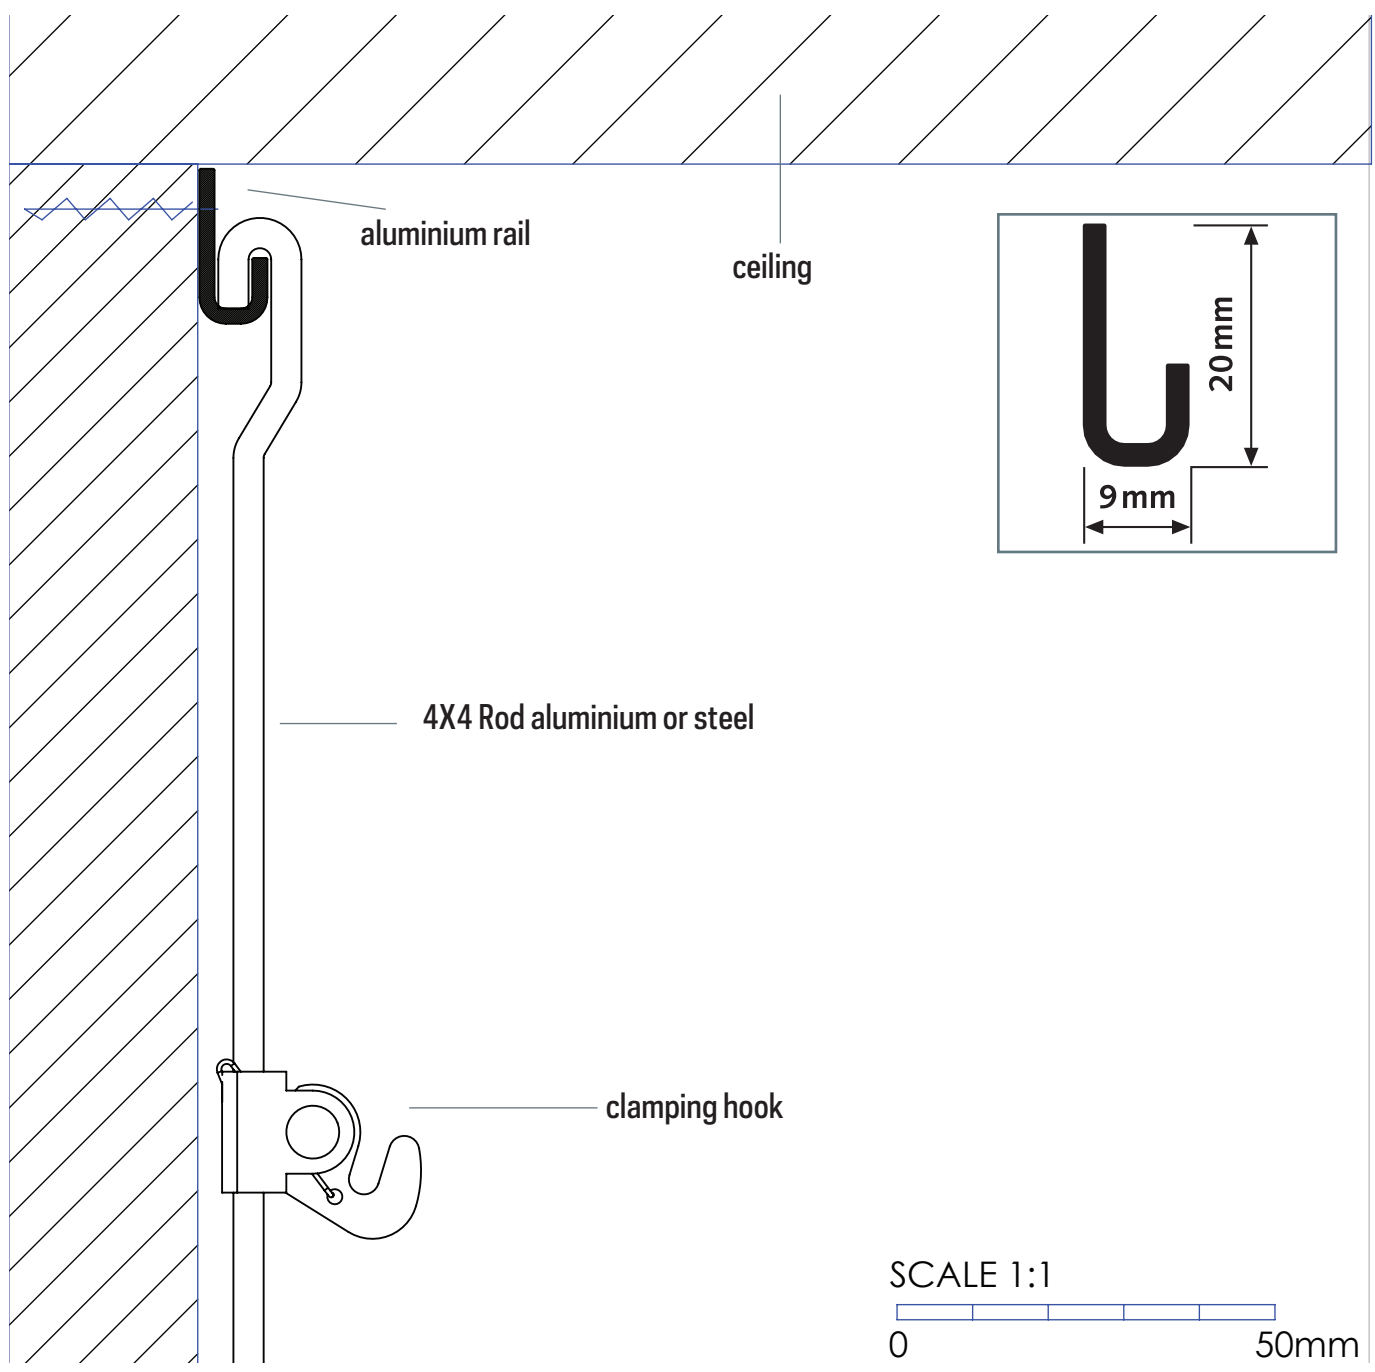 aluminium rail
ceiling
20mm
9mm
4X4 Rod aluminium or steel
clamping hook
SCALE 1:1
0 50mm